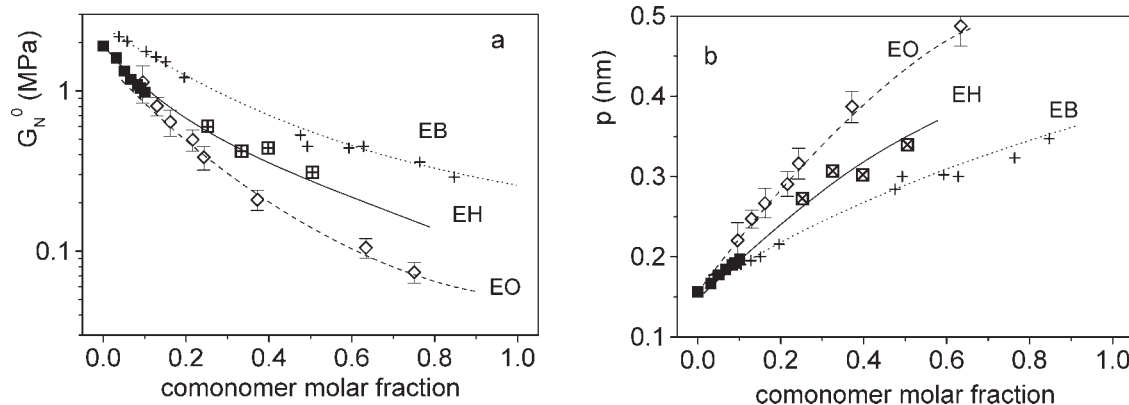 a
G_N^0 (MPa)
1
0.1
EB
EH
EO
0.0 0.2 0.4 0.6 0.8 1.0
comonomer molar fraction
b
p (nm)
0.5
0.4
0.3
0.2
0.1
EO
EH
EB
0.0 0.2 0.4 0.6 0.8 1.0
comonomer molar fraction